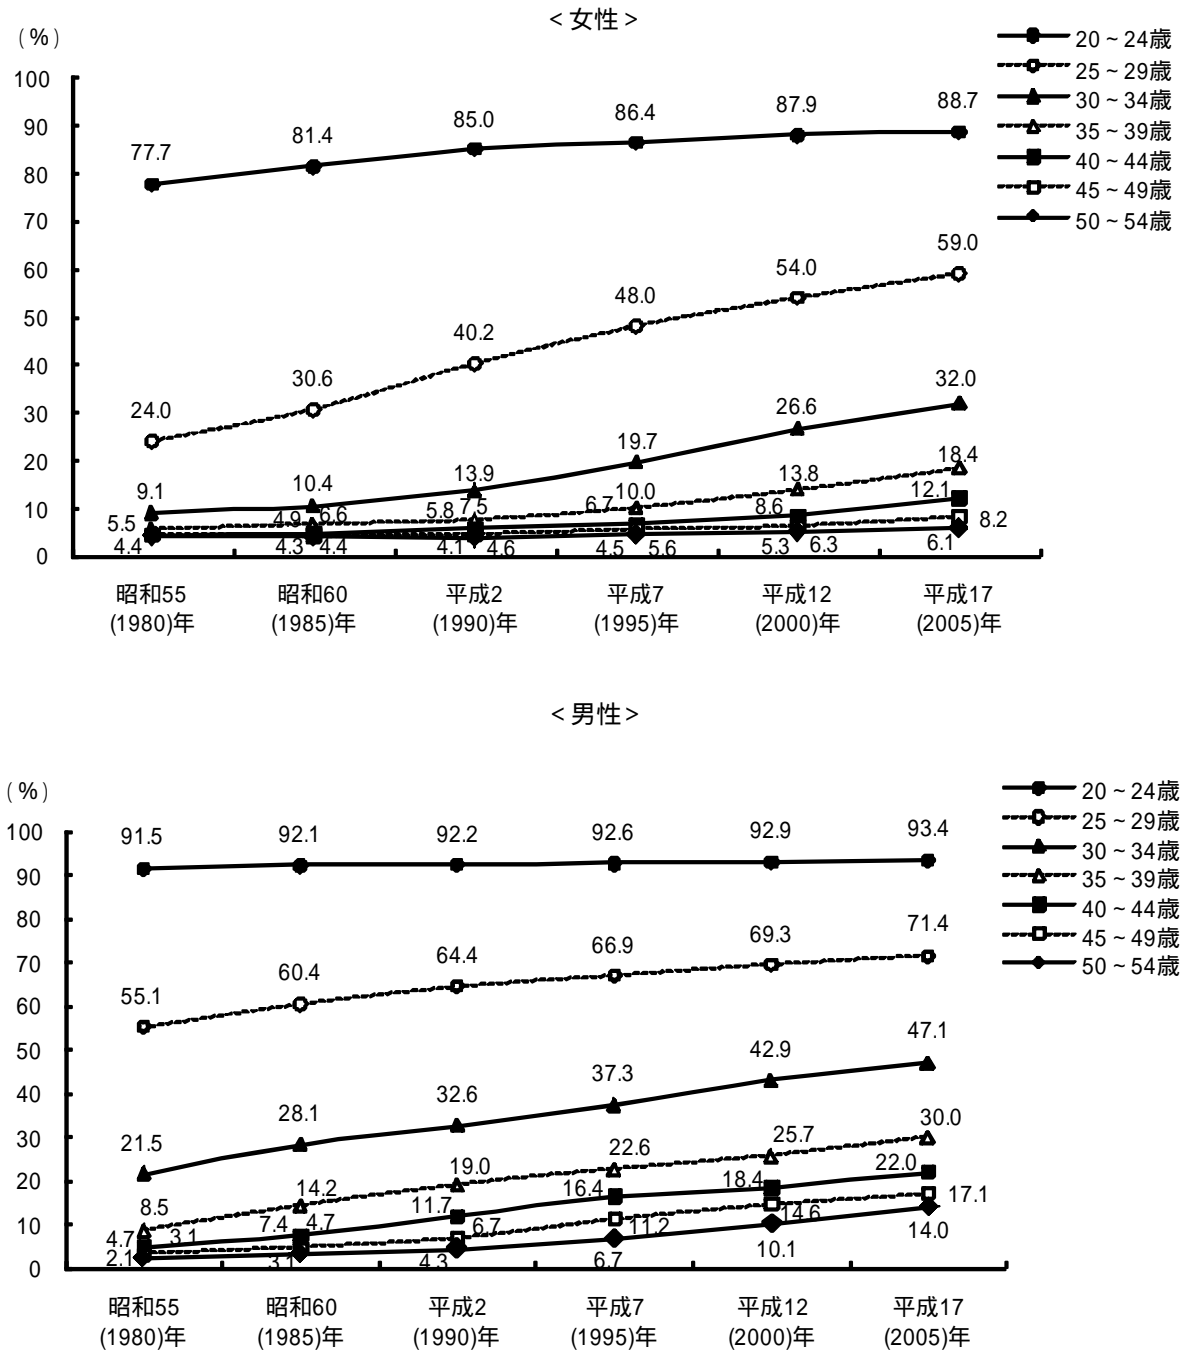 ＜女性＞
(%)
20～24歳
25～29歳
30～34歳
35～39歳
40～44歳
45～49歳
50～54歳
100
90
80
70
60
50
40
30
20
10
0
77.7 81.4 85.0 86.4 87.9 88.7
24.0 30.6 40.2 48.0 54.0 59.0
9.1 10.4 13.9 19.7 26.6 32.0
5.5 6.6 7.5 10.0 13.8 18.4
4.9 5.8 6.7 8.6 12.1
4.4 4.6 5.6 6.3 8.2
4.4 4.3 4.1 4.5 5.3 6.1
昭和55 昭和60 平成2 平成7 平成12 平成17
(1980)年 (1985)年 (1990)年 (1995)年 (2000)年 (2005)年
＜男性＞
(%)
20～24歳
25～29歳
30～34歳
35～39歳
40～44歳
45～49歳
50～54歳
100
90
80
70
60
50
40
30
20
10
0
91.5 92.1 92.2 92.6 92.9 93.4
55.1 60.4 64.4 66.9 69.3 71.4
21.5 28.1 32.6 37.3 42.9 47.1
8.5 14.2 19.0 22.6 25.7 30.0
4.7 7.4 11.7 16.4 18.4 22.0
3.1 4.7 6.7 11.2 14.6 17.1
2.1 3.1 4.3 6.7 10.1 14.0
昭和55 昭和60 平成2 平成7 平成12 平成17
(1980)年 (1985)年 (1990)年 (1995)年 (2000)年 (2005)年